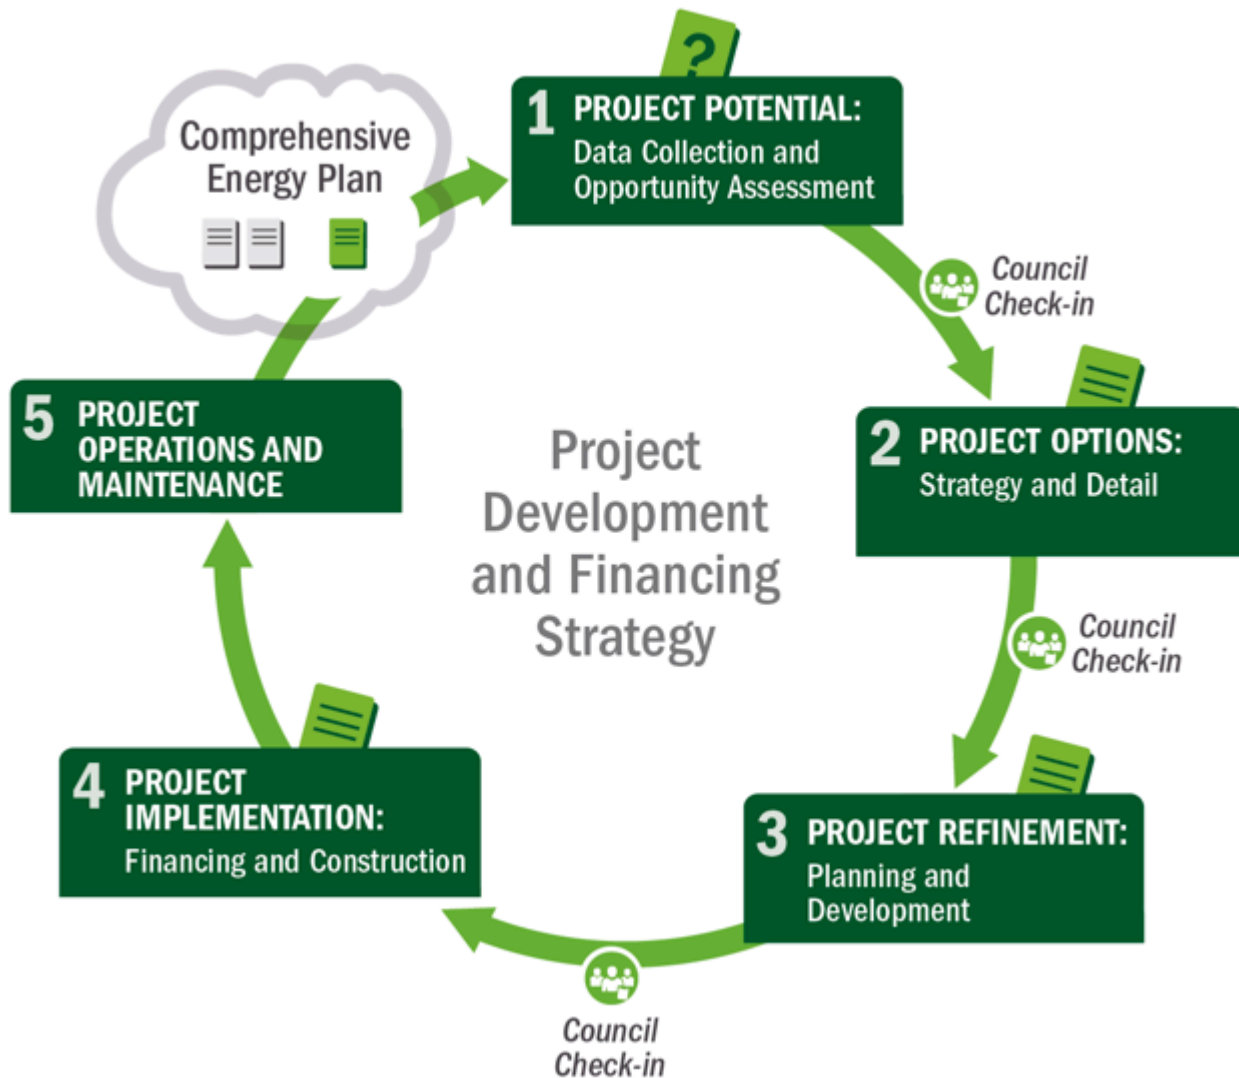 Comprehensive
Energy Plan
?
1 PROJECT POTENTIAL:
Data Collection and
Opportunity Assessment
Council
Check-in
2 PROJECT OPTIONS:
Strategy and Detail
Council
Check-in
3 PROJECT REFINEMENT:
Planning and
Development
Council
Check-in
4 PROJECT
IMPLEMENTATION:
Financing and Construction
5 PROJECT
OPERATIONS AND
MAINTENANCE
Project
Development
and Financing
Strategy